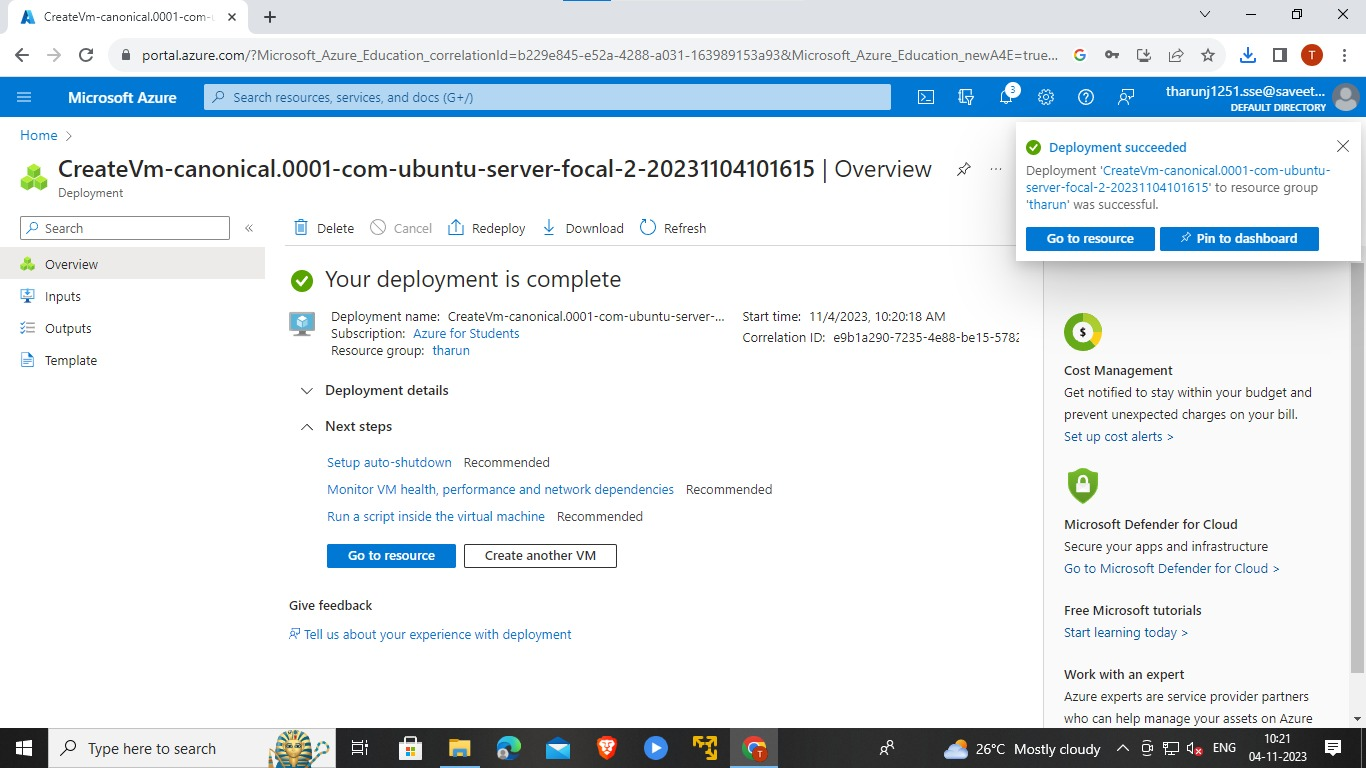 CreateVm-canonical.0001-com-u
portal.azure.com/?Microsoft_Azure_Education_correlationId=b229e845-e52a-4288-a031-163989153a93&Microsoft_Azure_Education_newA4E=true...
T
Microsoft Azure
Search resources, services, and docs (G+/)
3
tharunj1251.sse@saveet...
DEFAULT DIRECTORY
Home
CreateVm-canonical.0001-com-ubuntu-server-focal-2-20231104101615 | Overview
Deployment
Deployment succeeded
Deployment 'CreateVm-canonical.0001-com-ubuntu-
server-focal-2-20231104101615' to resource group
'tharun' was successful.
Go to resource
Pin to dashboard
Search
Delete
Cancel
Redeploy
Download
Refresh
Overview
Inputs
Outputs
Template
Your deployment is complete
Deployment name: CreateVm-canonical.0001-com-ubuntu-server-...
Subscription: Azure for Students
Resource group: tharun
Start time: 11/4/2023, 10:20:18 AM
Correlation ID: e9b1a290-7235-4e88-be15-5782
Deployment details
Next steps
Setup auto-shutdown Recommended
Monitor VM health, performance and network dependencies Recommended
Run a script inside the virtual machine Recommended
Go to resource
Create another VM
Give feedback
Tell us about your experience with deployment
$
Cost Management
Get notified to stay within your budget and
prevent unexpected charges on your bill.
Set up cost alerts >
Microsoft Defender for Cloud
Secure your apps and infrastructure
Go to Microsoft Defender for Cloud >
Free Microsoft tutorials
Start learning today >
Work with an expert
Azure experts are service provider partners
who can help manage your assets on Azure
Type here to search
T
26°C Mostly cloudy
ENG
10:21
04-11-2023